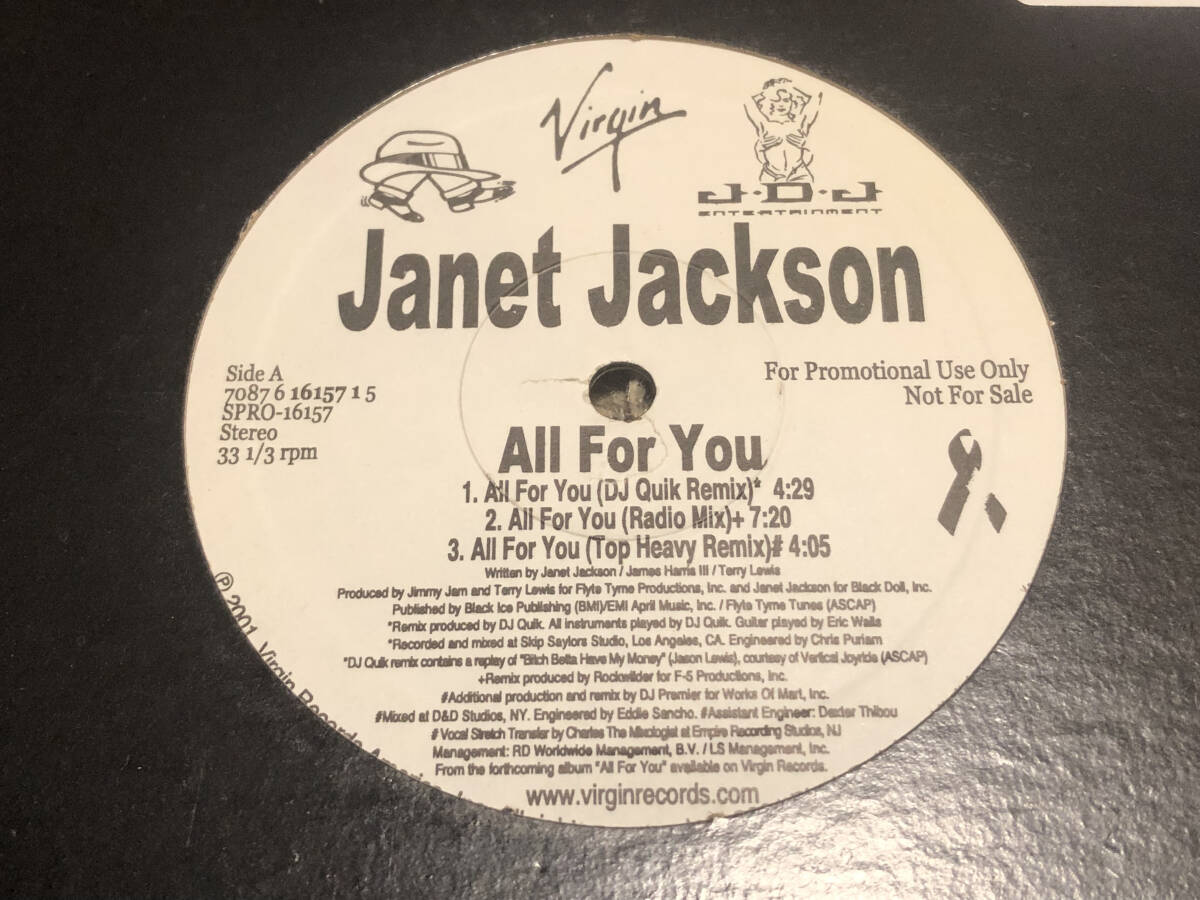 Virgin
J·D·J
ENTERTAINMENT
Janet Jackson
Side A
7087 6 16157 1 5
SPRO-16157
Stereo
33 1/3 rpm
For Promotional Use Only
Not For Sale
All For You
1. All For You (DJ Quik Remix)* 4:29
2. All For You (Radio Mix)+ 7:20
3. All For You (Top Heavy Remix)# 4:05
Written by Janet Jackson / James Harris III / Terry Lewis
Produced by Jimmy Jam and Terry Lewis for Flyte Tyme Productions, Inc. and Janet Jackson for Black Doll, Inc.
Published by Black Ice Publishing (BMI)/EMI April Music, Inc. / Flyte Tyme Tunes (ASCAP)
*Remix produced by DJ Quik. All instruments played by DJ Quik. Guitar played by Eric Walls
*Recorded and mixed at Skip Saylors Studio, Los Angeles, CA. Engineered by Chris Puriam
*DJ Quik remix contains a replay of "Bitch Betta Have My Money" (Jason Lewis), courtesy of Vertical Joyride (ASCAP)
+Remix produced by Rockwilder for F-5 Productions, Inc.
#Additional production and remix by DJ Premier for Works Of Mart, Inc.
#Mixed at D&D Studios, NY. Engineered by Eddie Sancho. #Assistant Engineer: Dexter Thibou
# Vocal Stretch Transfer by Charles The Mixologist at Empire Recording Studios, NJ
Management: RD Worldwide Management, B.V. / LS Management, Inc.
From the forthcoming album "All For You" available on Virgin Records.
www.virginrecords.com
℗ 2001 Virgin Records